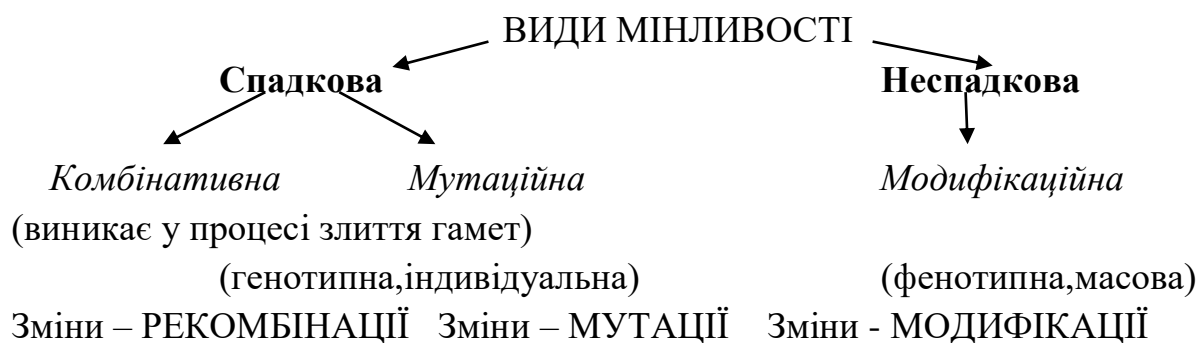 ВИДИ МІНЛИВОСТІ
Спадкова Неспадкова
Комбінативна Мутаційна Модифікаційна
(виникає у процесі злиття гамет)
(генотипна,індивідуальна) (фенотипна,масова)
Зміни – РЕКОМБІНАЦІЇ Зміни – МУТАЦІЇ Зміни - МОДИФІКАЦІЇ